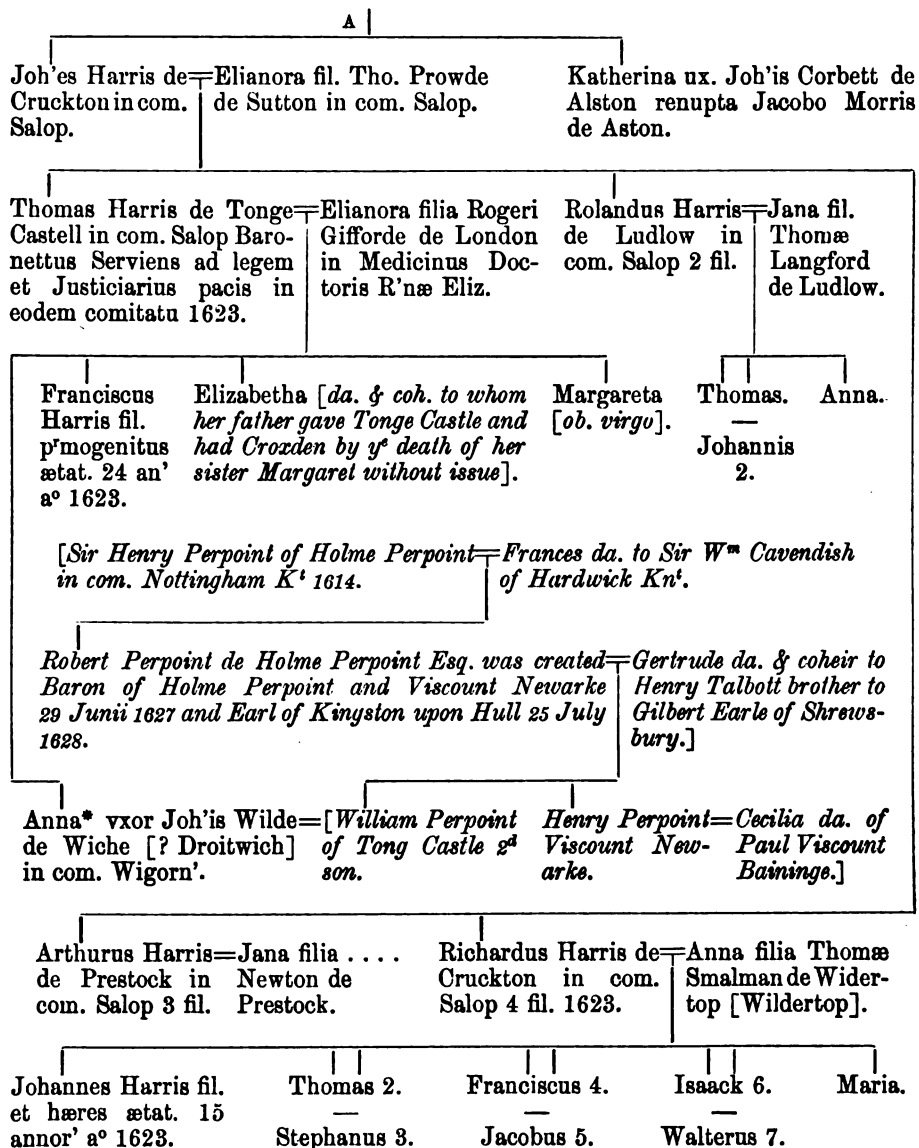 A
Joh'es Harris de=Elianora fil. Tho. Prowde
Cruckton in com. de Sutton in com. Salop.
Salop.
Katherina ux. Joh'is Corbett de
Alston renupta Jacobo Morris
de Aston.
Thomas Harris de Tonge=Elianora filia Rogeri
Castell in com. Salop Baro- Gifforde de London
nettus Serviens ad legem in Medicinus Doc-
et Justiciarius pacis in toris R'næ Eliz.
eodem comitatu 1623.
Rolandus Harris=Jana fil.
de Ludlow in Thomæ
com. Salop 2 fil. Langford
de Ludlow.
Franciscus
Harris fil.
pʳmogenitus
ætat. 24 an'
aº 1623.
Elizabetha [da. & coh. to whom
her father gave Tonge Castle and
had Croxden by yᵉ death of her
sister Margaret without issue].
Margareta
[ob. virgo].
Thomas.
—
Johannis
2.
Anna.
[Sir Henry Perpoint of Holme Perpoint=Frances da. to Sir Wᵐ Cavendish
in com. Nottingham Kᵗ 1614. of Hardwick Knᵗ.
Robert Perpoint de Holme Perpoint Esq. was created=Gertrude da. & coheir to
Baron of Holme Perpoint and Viscount Newarke Henry Talbott brother to
29 Junii 1627 and Earl of Kingston upon Hull 25 July Gilbert Earle of Shrews-
1628. bury.]
Anna* vxor Joh'is Wilde=[William Perpoint
de Wiche [? Droitwich] of Tong Castle 2ᵈ
in com. Wigorn'. son.
Henry Perpoint=Cecilia da. of
Viscount New- Paul Viscount
arke. Baininge.]
Arthurus Harris=Jana filia ....
de Prestock in Newton de
com. Salop 3 fil. Prestock.
Richardus Harris de=Anna filia Thomæ
Cruckton in com. Smalman de Wider-
Salop 4 fil. 1623. top [Wildertop].
Johannes Harris fil.
et hæres ætat. 15
annor' aº 1623.
Thomas 2.
—
Stephanus 3.
Franciscus 4.
—
Jacobus 5.
Isaack 6.
—
Walterus 7.
Maria.